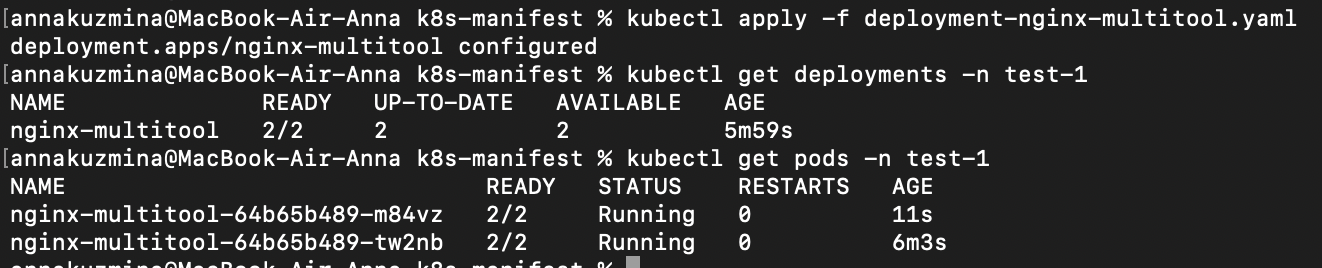 [annakuzmina@MacBook-Air-Anna k8s-manifest % kubectl apply -f deployment-nginx-multitool.yaml
deployment.apps/nginx-multitool configured
[annakuzmina@MacBook-Air-Anna k8s-manifest % kubectl get deployments -n test-1
NAME READY UP-TO-DATE AVAILABLE AGE
nginx-multitool 2/2 2 2 5m59s
[annakuzmina@MacBook-Air-Anna k8s-manifest % kubectl get pods -n test-1
NAME READY STATUS RESTARTS AGE
nginx-multitool-64b65b489-m84vz 2/2 Running 0 11s
nginx-multitool-64b65b489-tw2nb 2/2 Running 0 6m3s
annakuzmina@MacBook-Air-Anna k8s-manifest %